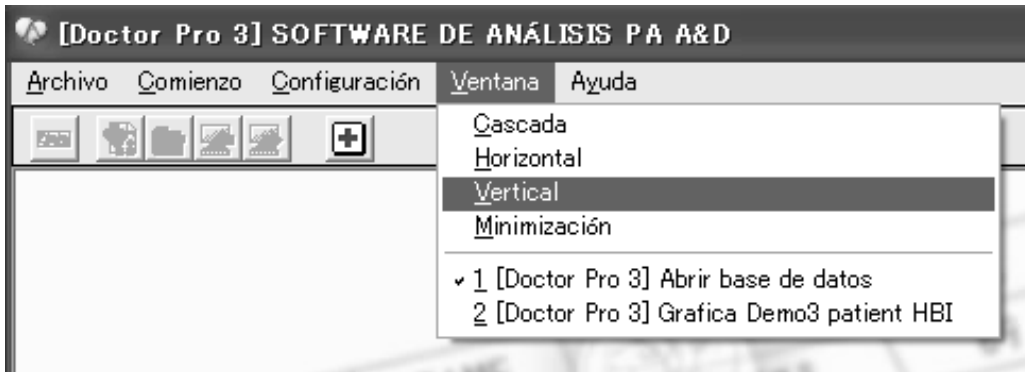 [Doctor Pro 3] SOFTWARE DE ANÁLISIS PA A&D
Archivo Comienzo Configuración Ventana Ayuda
Cascada
Horizontal
Vertical
Minimización
✓ 1 [Doctor Pro 3] Abrir base de datos
2 [Doctor Pro 3] Grafica Demo3 patient HBI